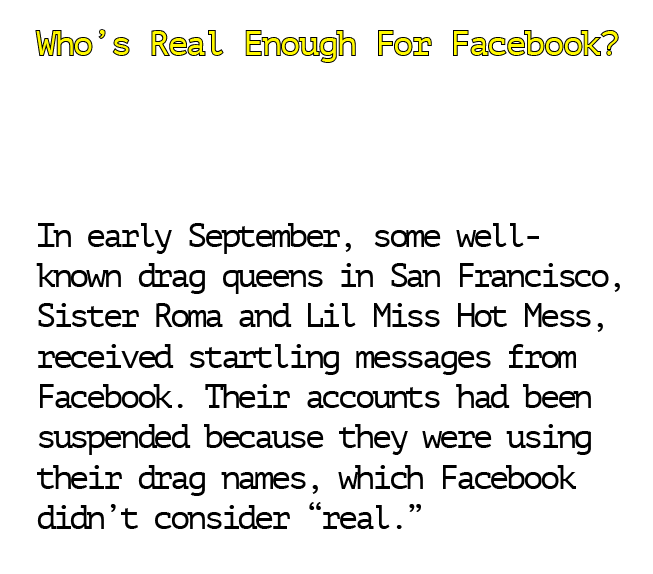 Who’s Real Enough For Facebook?
In early September, some well-
known drag queens in San Francisco,
Sister Roma and Lil Miss Hot Mess,
received startling messages from
Facebook. Their accounts had been
suspended because they were using
their drag names, which Facebook
didn’t consider “real.”